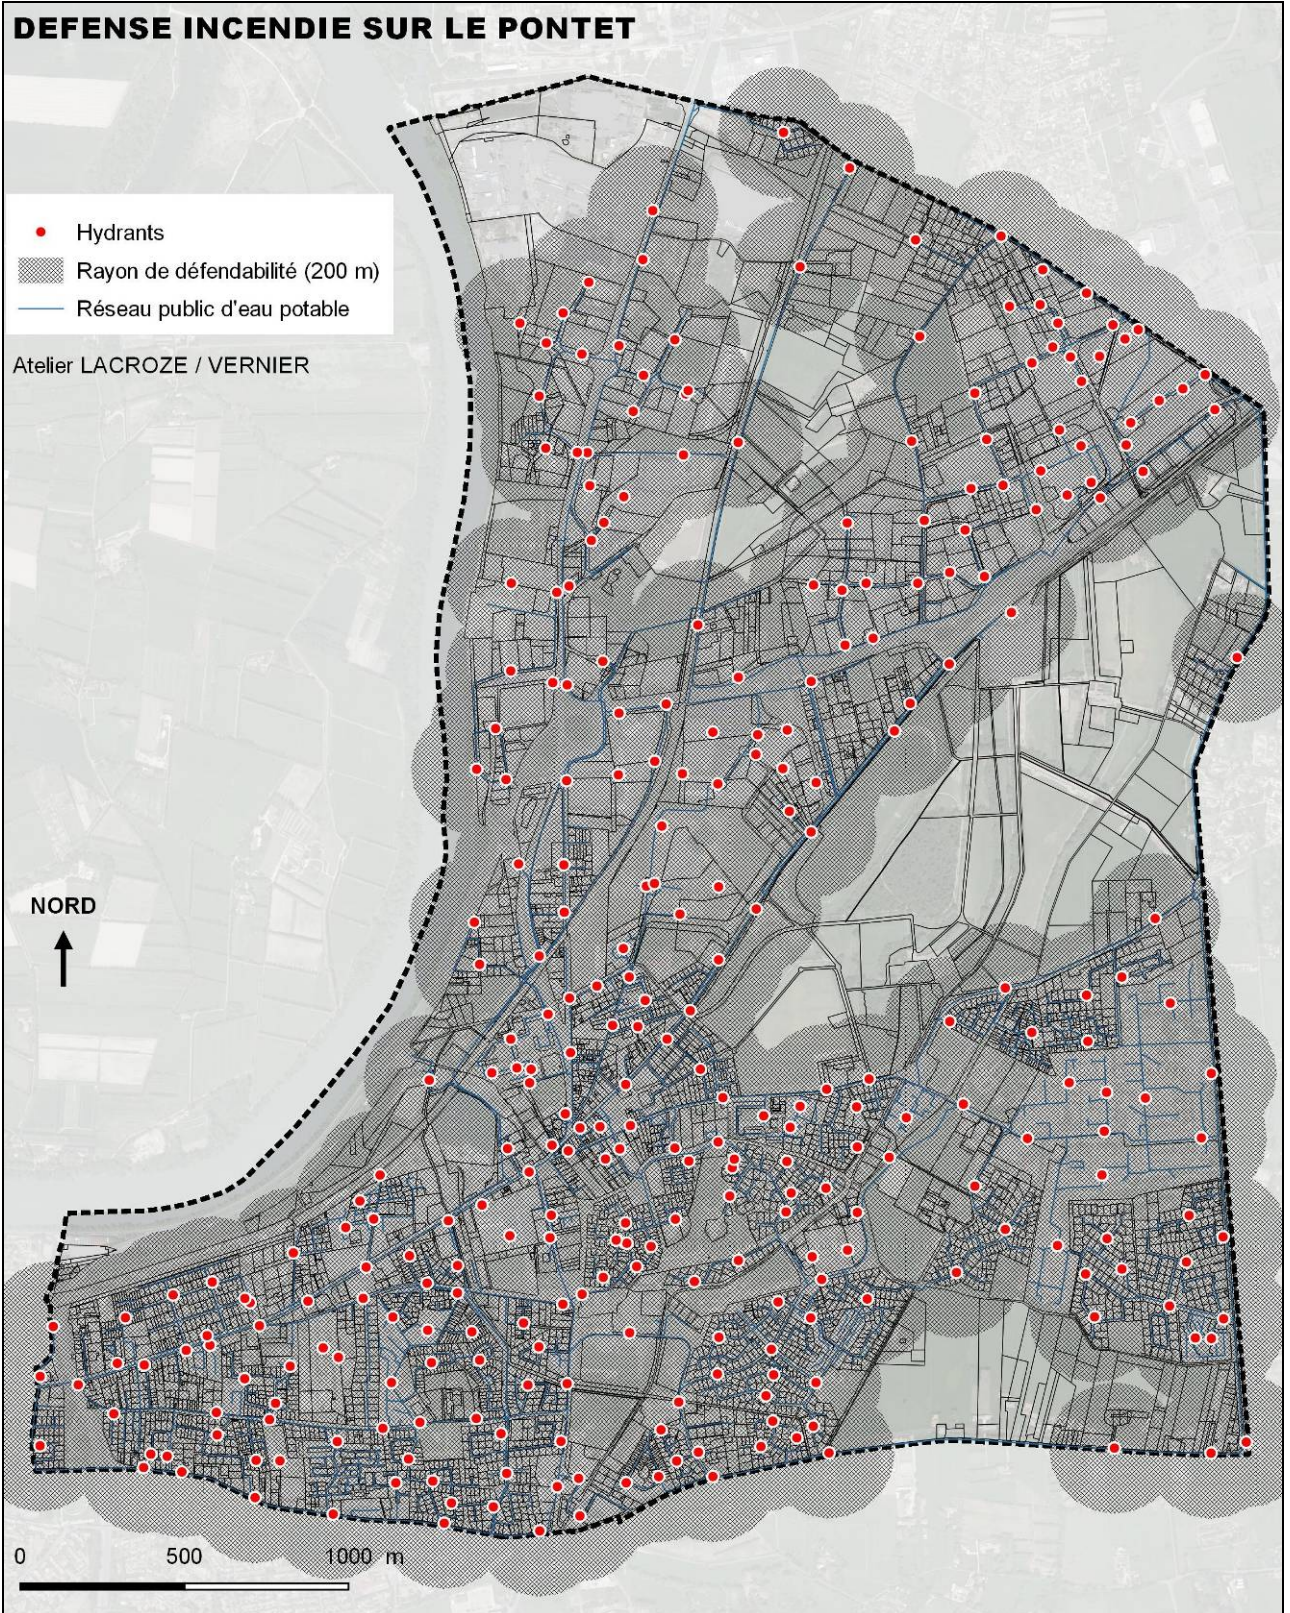 DEFENSE INCENDIE SUR LE PONTET
Hydrants
Rayon de défendabilité (200 m)
Réseau public d'eau potable
Atelier LACROZE / VERNIER
NORD
0 500 1000 m